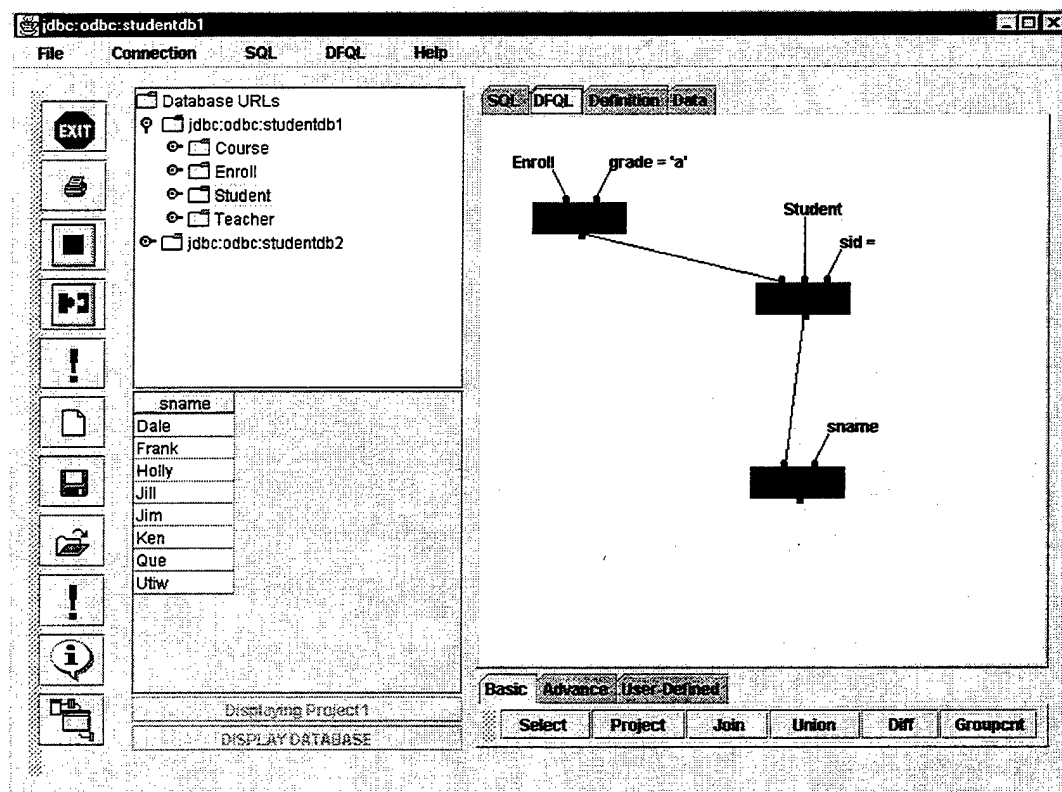 jdbc:odbc:studentdb1
File Connection SQL DFQL Help
EXIT
Database URLs
jdbc:odbc:studentdb1
Course
Enroll
Student
Teacher
jdbc:odbc:studentdb2
sname
Dale
Frank
Holly
Jill
Jim
Ken
Que
Utiw
Displaying Project1
DISPLAY DATABASE
SQL DFQL Definition Data
Enroll grade = 'a'
Student
sid =
sname
Basic Advance User-Defined
Select Project Join Union Diff Groupcnt